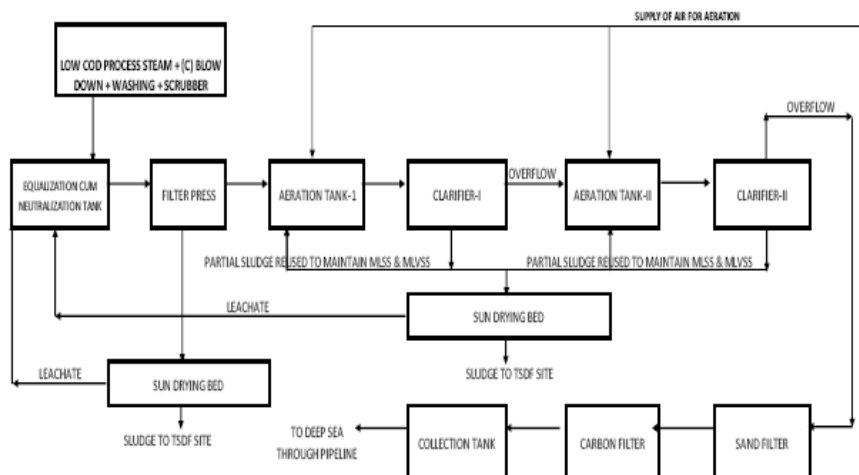 SUPPLY OF AIR FOR AERATION
LOW COD PROCESS STEAM + (C) BLOW
DOWN + WASHING + SCRUBBER
OVERFLOW
EQUALIZATION CUM
NEUTRALIZATION TANK
FILTER PRESS
AERATION TANK-1
CLARIFIER-I
OVERFLOW
AERATION TANK-II
CLARIFIER-II
PARTIAL SLUDGE REUSED TO MAINTAIN MLSS & MLVSS
PARTIAL SLUDGE REUSED TO MAINTAIN MLSS & MLVSS
LEACHATE
SUN DRYING BED
LEACHATE
SUN DRYING BED
SLUDGE TO TSDF SITE
SLUDGE TO TSDF SITE
TO DEEP SEA
THROUGH PIPELINE
COLLECTION TANK
CARBON FILTER
SAND FILTER